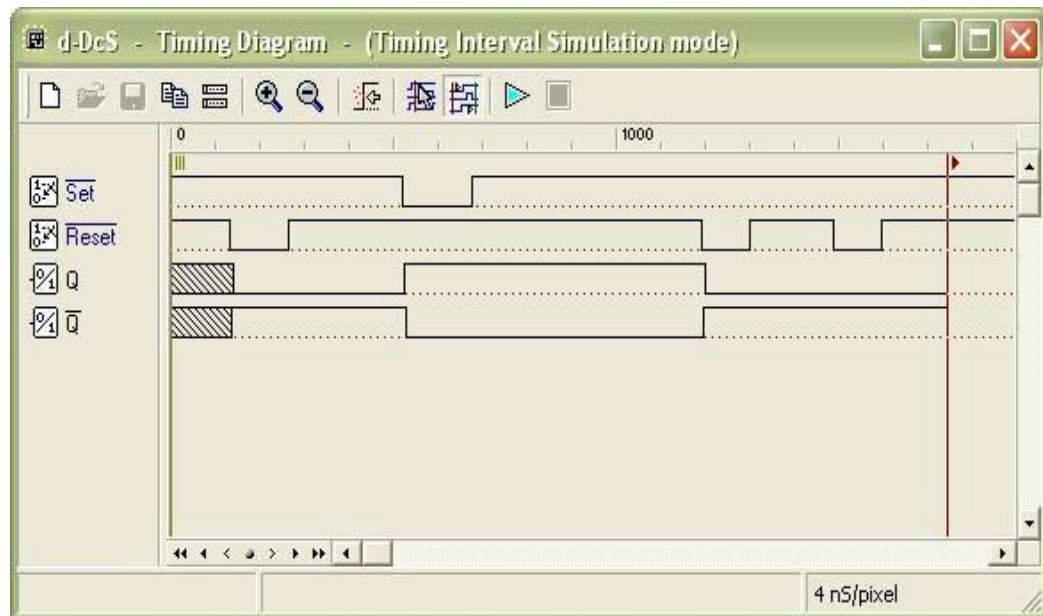 d-DcS - Timing Diagram - (Timing Interval Simulation mode)
0 1000
Set
Reset
Q
Q̅
4 nS/pixel